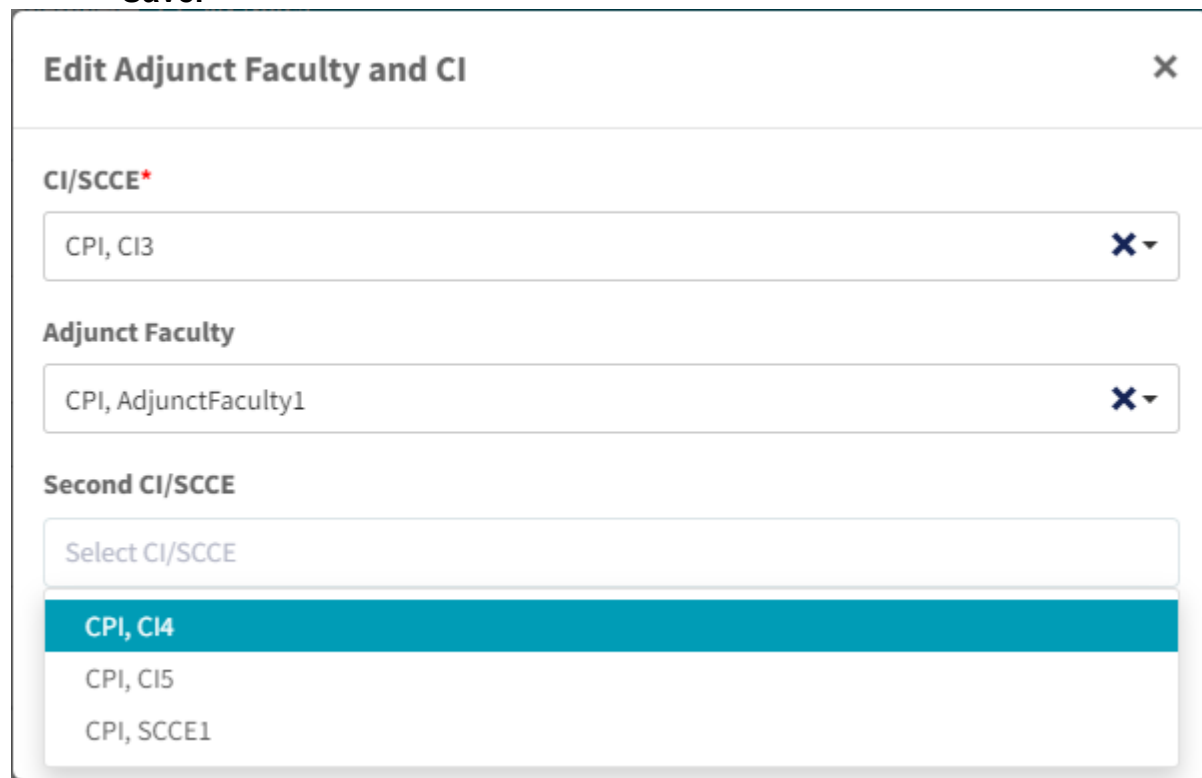 Save.
Edit Adjunct Faculty and CI
CI/SCCE*
CPI, CI3
Adjunct Faculty
CPI, AdjunctFaculty1
Second CI/SCCE
Select CI/SCCE
CPI, CI4
CPI, CI5
CPI, SCCE1